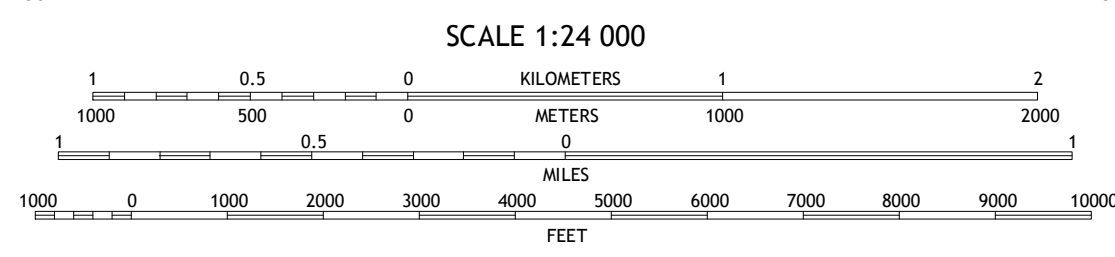 SCALE 1:24 000
1 0.5 0 KILOMETERS 1 2
1000 500 0 METERS 1000 2000
1 0.5 0 1
MILES
1000 0 1000 2000 3000 4000 5000 6000 7000 8000 9000 10000
FEET